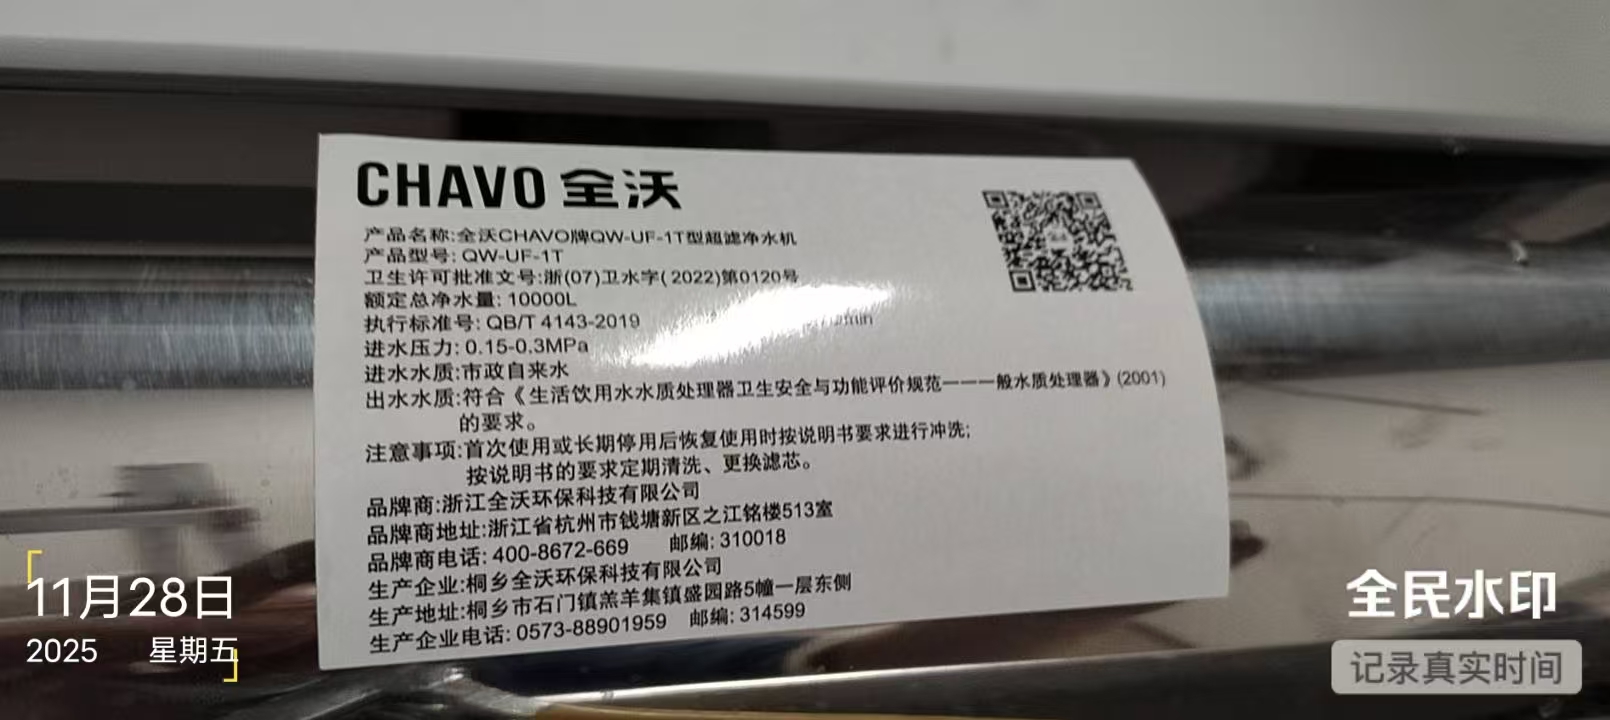 CHAVO 全沃
产品名称:全沃CHAVO牌QW-UF-1T型超滤净水机
产品型号: QW-UF-1T
卫生许可批准文号:浙(07)卫水字(2022)第0120号
额定总净水量: 10000L
执行标准号: QB/T 4143-2019
进水压力: 0.15-0.3MPa
进水水质:市政自来水
出水水质:符合《生活饮用水水质处理器卫生安全与功能评价规范一一一般水质处理器》(2001)
的要求。
注意事项:首次使用或长期停用后恢复使用时按说明书要求进行冲洗;
按说明书的要求定期清洗、更换滤芯。
品牌商:浙江全沃环保科技有限公司
品牌商地址:浙江省杭州市钱塘新区之江铭楼513室
品牌商电话: 400-8672-669 邮编: 310018
生产企业:桐乡全沃环保科技有限公司
生产地址:桐乡市石门镇羔羊集镇盛园路5幢一层东侧
生产企业电话: 0573-88901959 邮编: 314599
11月28日
2025 星期五
全民水印
记录真实时间